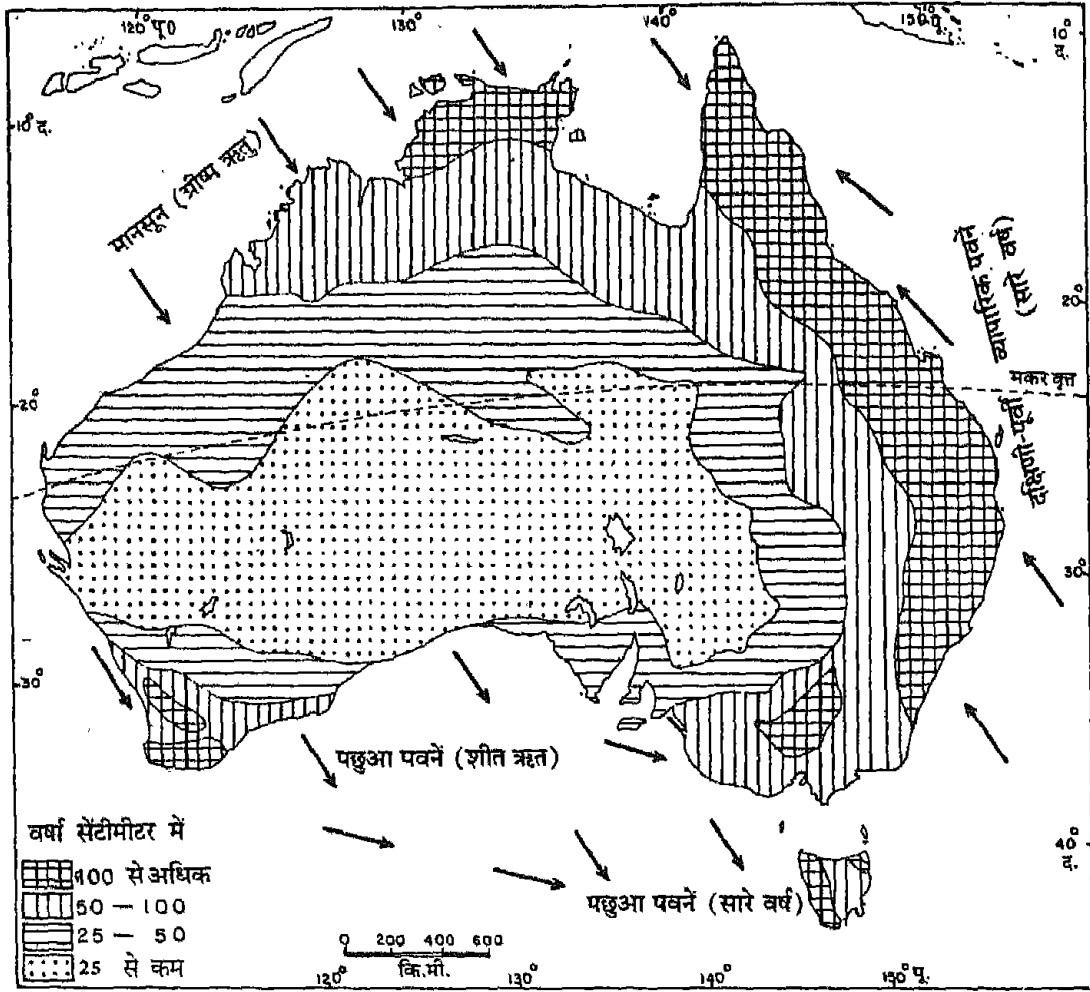 120° पू०
130°
140°
150° पू.
10°
द.
10° द.
मानसून (ग्रीष्म ऋतु)
दक्षिणी-पूर्वी व्यापारिक पवनें
(सारे वर्ष)
20°
मकर वृत्त
20°
30°
30°
पछुआ पवनें (शीत ऋत)
40°
द.
पछुआ पवनें (सारे वर्ष)
वर्षा सेंटीमीटर में
100 से अधिक
50 – 100
25 – 50
25 से कम
0 200 400 600
कि.मी.
120°
130°
140°
150° पू.